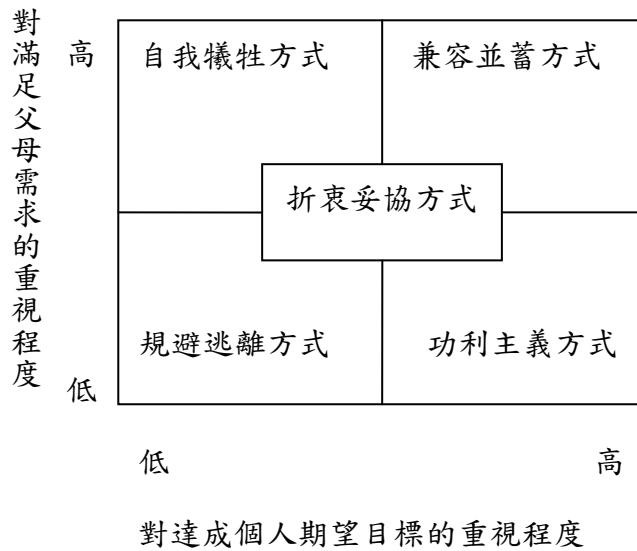 對滿足父母需求的重視程度
高
自我犧牲方式
兼容並蓄方式
折衷妥協方式
規避逃離方式
功利主義方式
低
低
高
對達成個人期望目標的重視程度